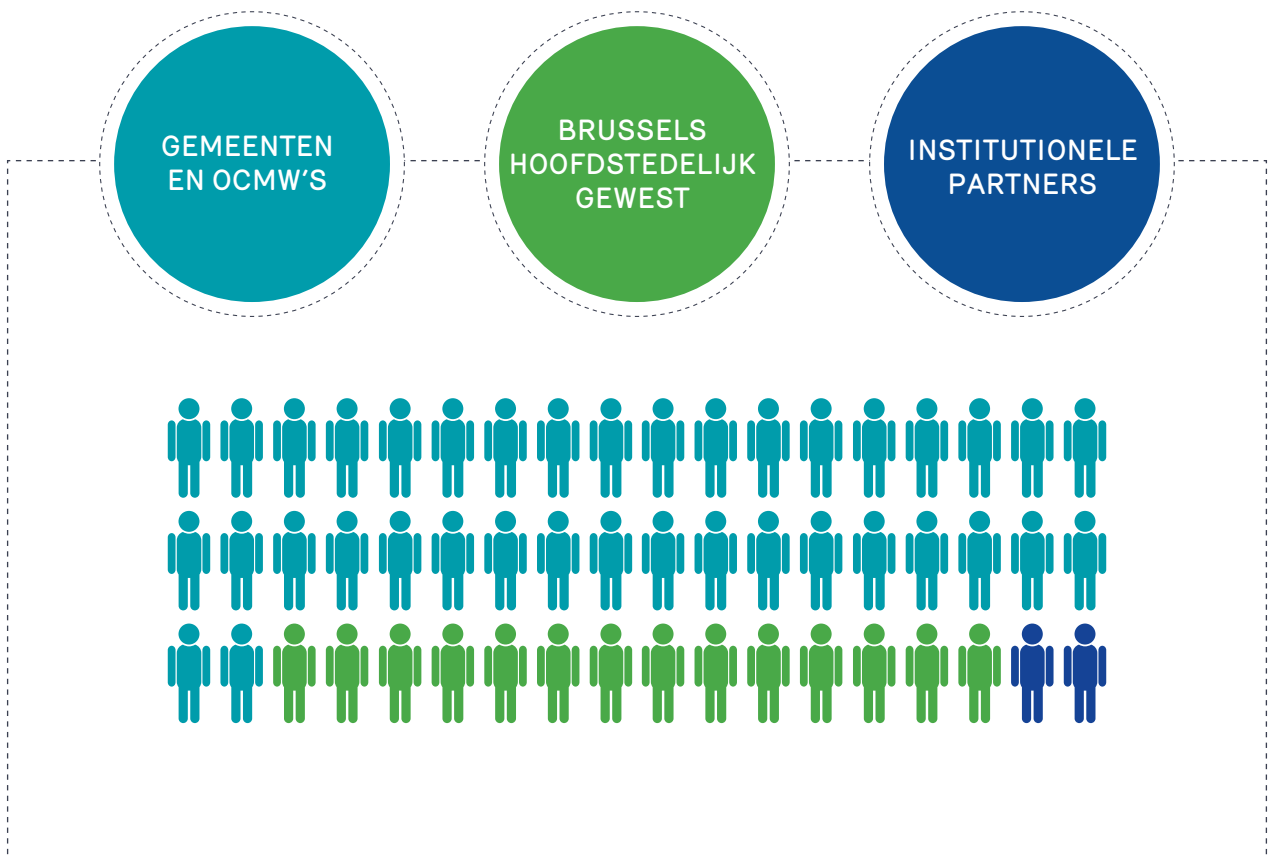 GEMEENTEN
EN OCMW'S
BRUSSELS
HOOFDSTEDELIJK
GEWEST
INSTITUTIONELE
PARTNERS